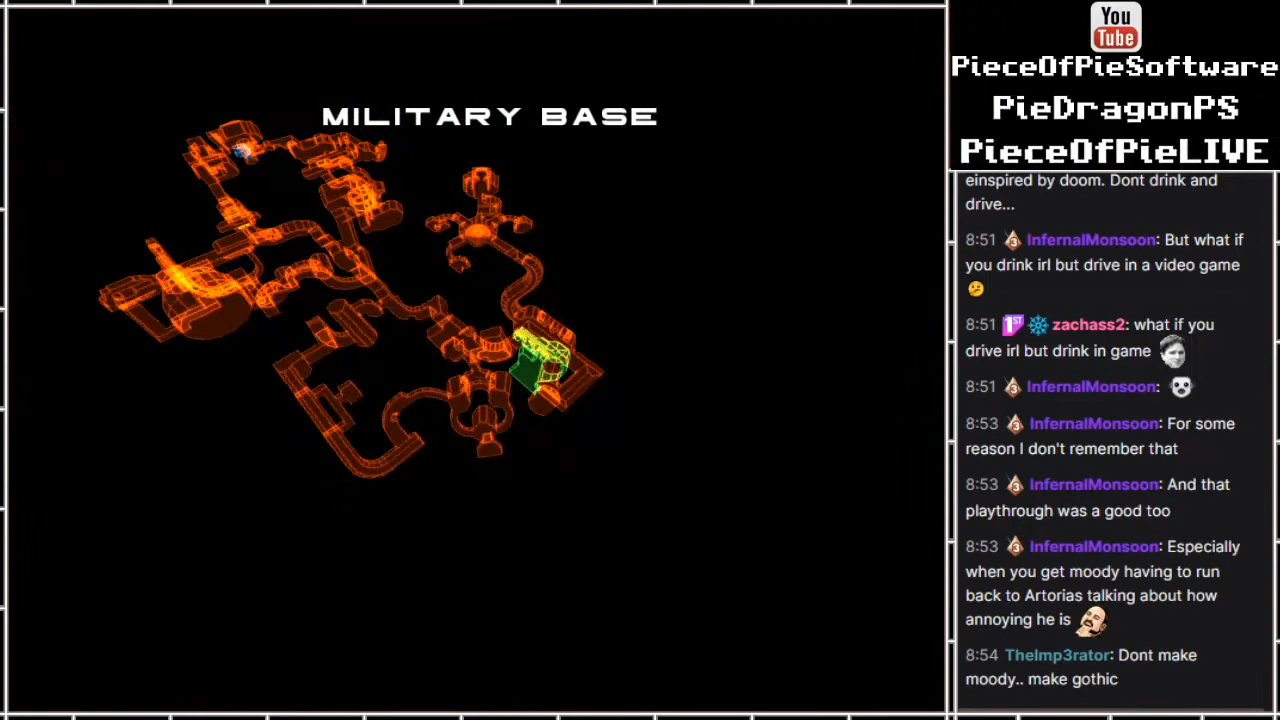 MILITARY BASE
You
Tube
PieceOfPieSoftware
PieDragonPS
PieceOfPieLIVE
einspired by doom. Dont drink and
drive...
8:51 InfernalMonsoon: But what if
you drink irl but drive in a video game
8:51 1ST zachass2: what if you
drive irl but drink in game
8:51 InfernalMonsoon:
8:53 InfernalMonsoon: For some
reason I don't remember that
8:53 InfernalMonsoon: And that
playthrough was a good too
8:53 InfernalMonsoon: Especially
when you get moody having to run
back to Artorias talking about how
annoying he is
8:54 TheImp3rator: Dont make
moody.. make gothic